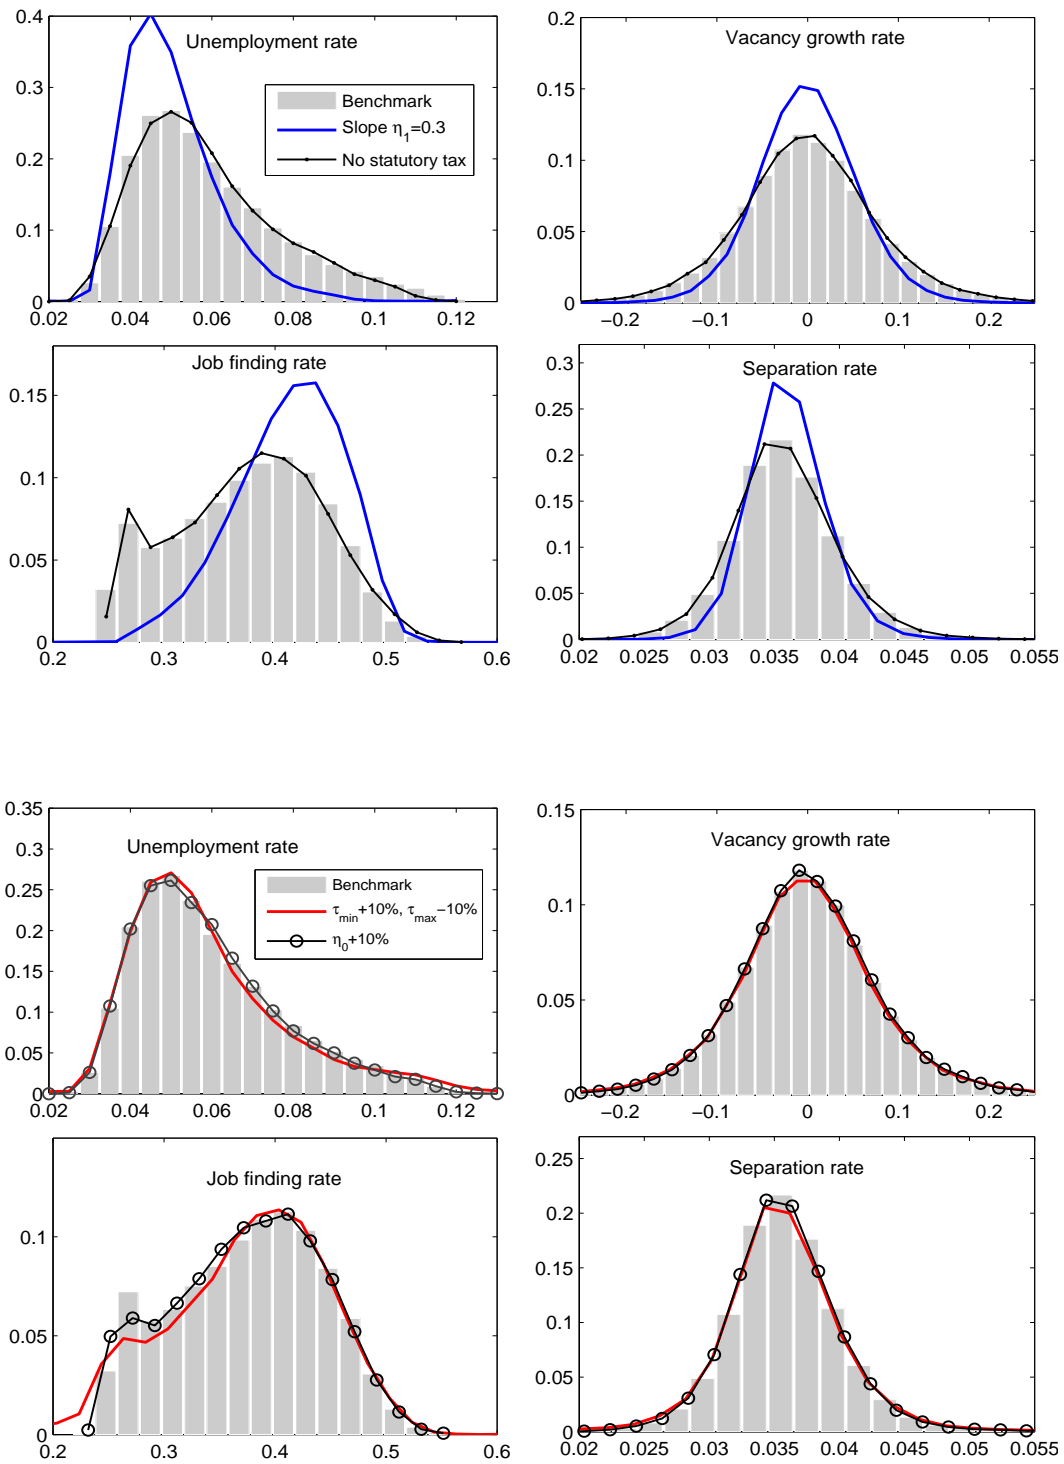 Unemployment rate
Benchmark
Slope η1=0.3
No statutory tax
0.4
0.3
0.2
0.1
0
0.02 0.04 0.06 0.08 0.1 0.12
Vacancy growth rate
0.2
0.15
0.1
0.05
0
−0.2 −0.1 0 0.1 0.2
Job finding rate
0.15
0.1
0.05
0
0.2 0.3 0.4 0.5 0.6
Separation rate
0.3
0.25
0.2
0.15
0.1
0.05
0
0.02 0.025 0.03 0.035 0.04 0.045 0.05 0.055
Unemployment rate
Benchmark
τmin+10%, τmax−10%
η0+10%
0.35
0.3
0.25
0.2
0.15
0.1
0.05
0
0.02 0.04 0.06 0.08 0.1 0.12
Vacancy growth rate
0.15
0.1
0.05
0
−0.2 −0.1 0 0.1 0.2
Job finding rate
0.1
0.05
0
0.2 0.3 0.4 0.5 0.6
Separation rate
0.25
0.2
0.15
0.1
0.05
0
0.02 0.025 0.03 0.035 0.04 0.045 0.05 0.055